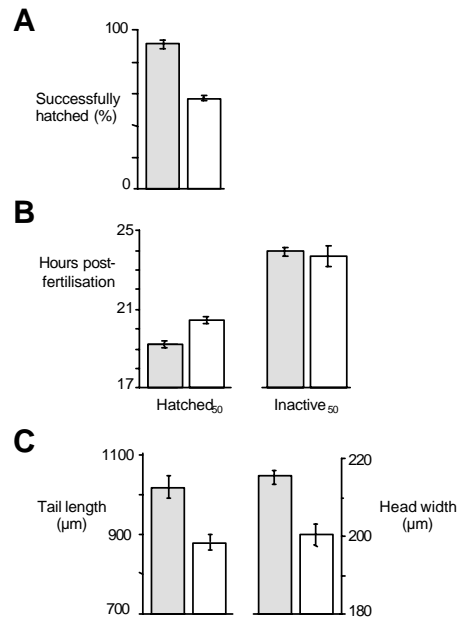 A
100
Successfully
hatched (%)
0
B
25
Hours post-
fertilisation
21
17
Hatched50 Inactive50
C
1100
220
Tail length
(µm)
Head width
(µm)
900
200
700
180